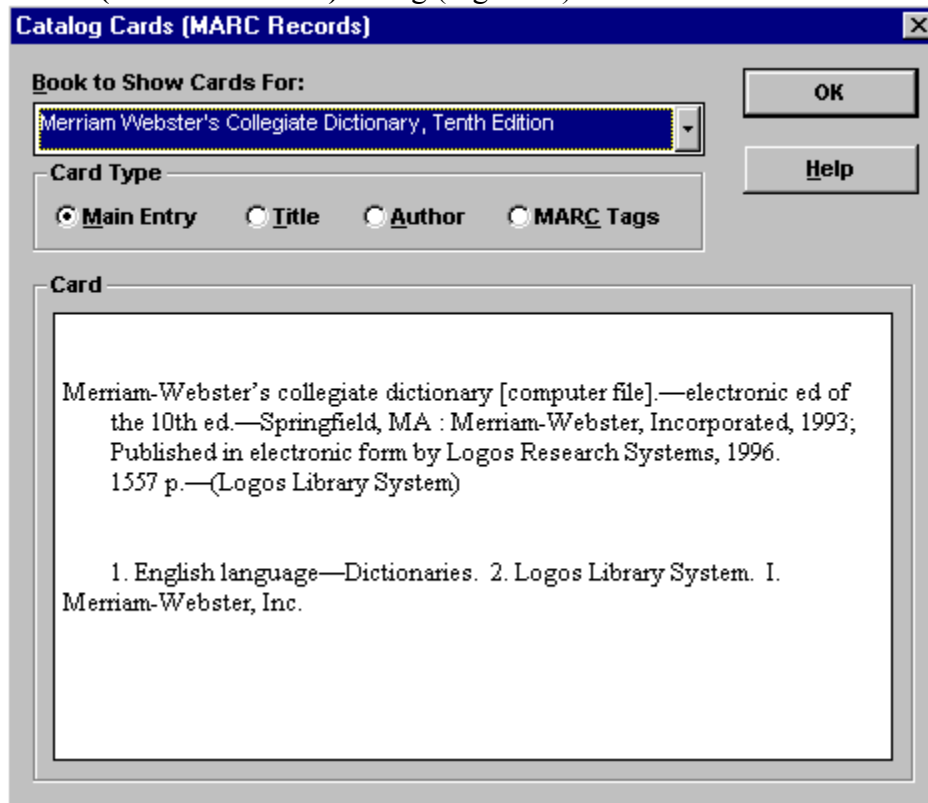 Catalog Cards (MARC Records)
Book to Show Cards For:
OK
Merriam Webster's Collegiate Dictionary, Tenth Edition
Help
Card Type
Main Entry Title Author MARC Tags
Card
Merriam-Webster’s collegiate dictionary [computer file].—electronic ed of
the 10th ed.—Springfield, MA : Merriam-Webster, Incorporated, 1993;
Published in electronic form by Logos Research Systems, 1996.
1557 p.—(Logos Library System)
1. English language—Dictionaries. 2. Logos Library System. I.
Merriam-Webster, Inc.